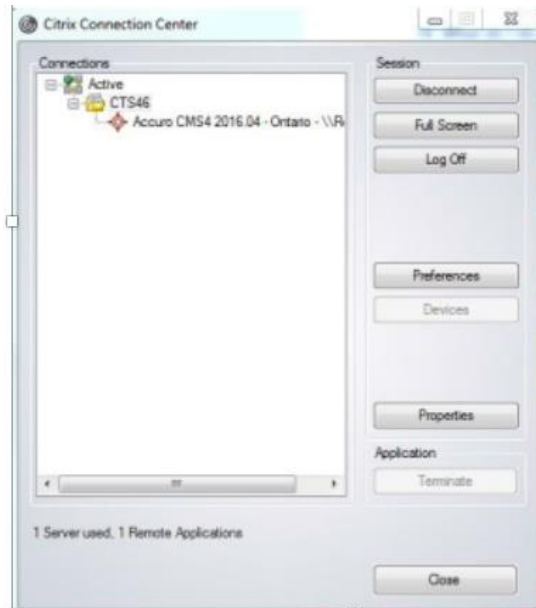 Citrix Connection Center
Connections
Active
CTS46
Accuro CMS4 2016.04 - Ontario - \\R
Session
Disconnect
Full Screen
Log Off
Preferences
Devices
Properties
Application
Terminate
1 Server used, 1 Remote Applications
Close